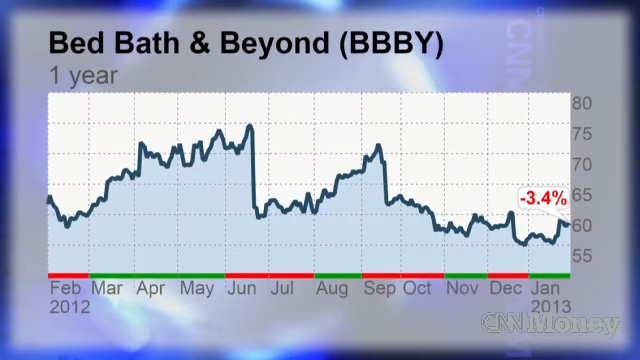 Bed Bath & Beyond (BBBY)
1 year
80
75
70
65
60
55
-3.4%
Feb Mar Apr May Jun Jul Aug Sep Oct Nov Dec Jan
2012 2013
CNNMoney